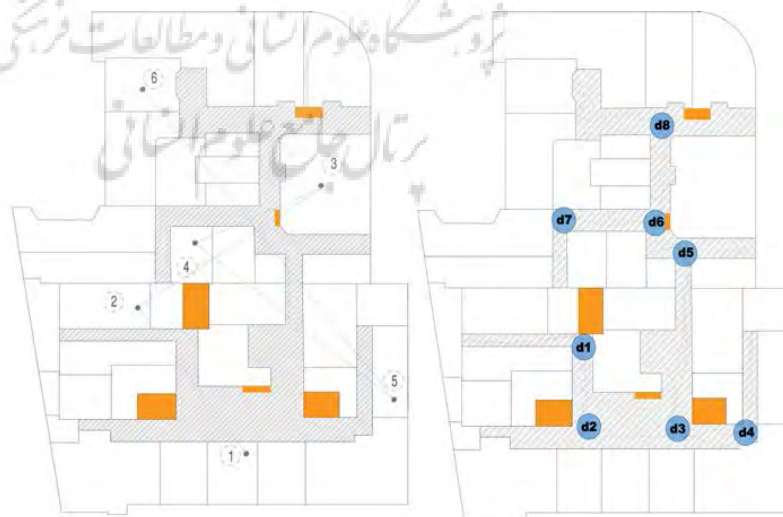 پژوهشگاه علوم انسانی و مطالعات فرهنگی
پرتال جامع علوم انسانی
6
3
4
2
5
1
d8
d7
d6
d5
d1
d2
d3
d4